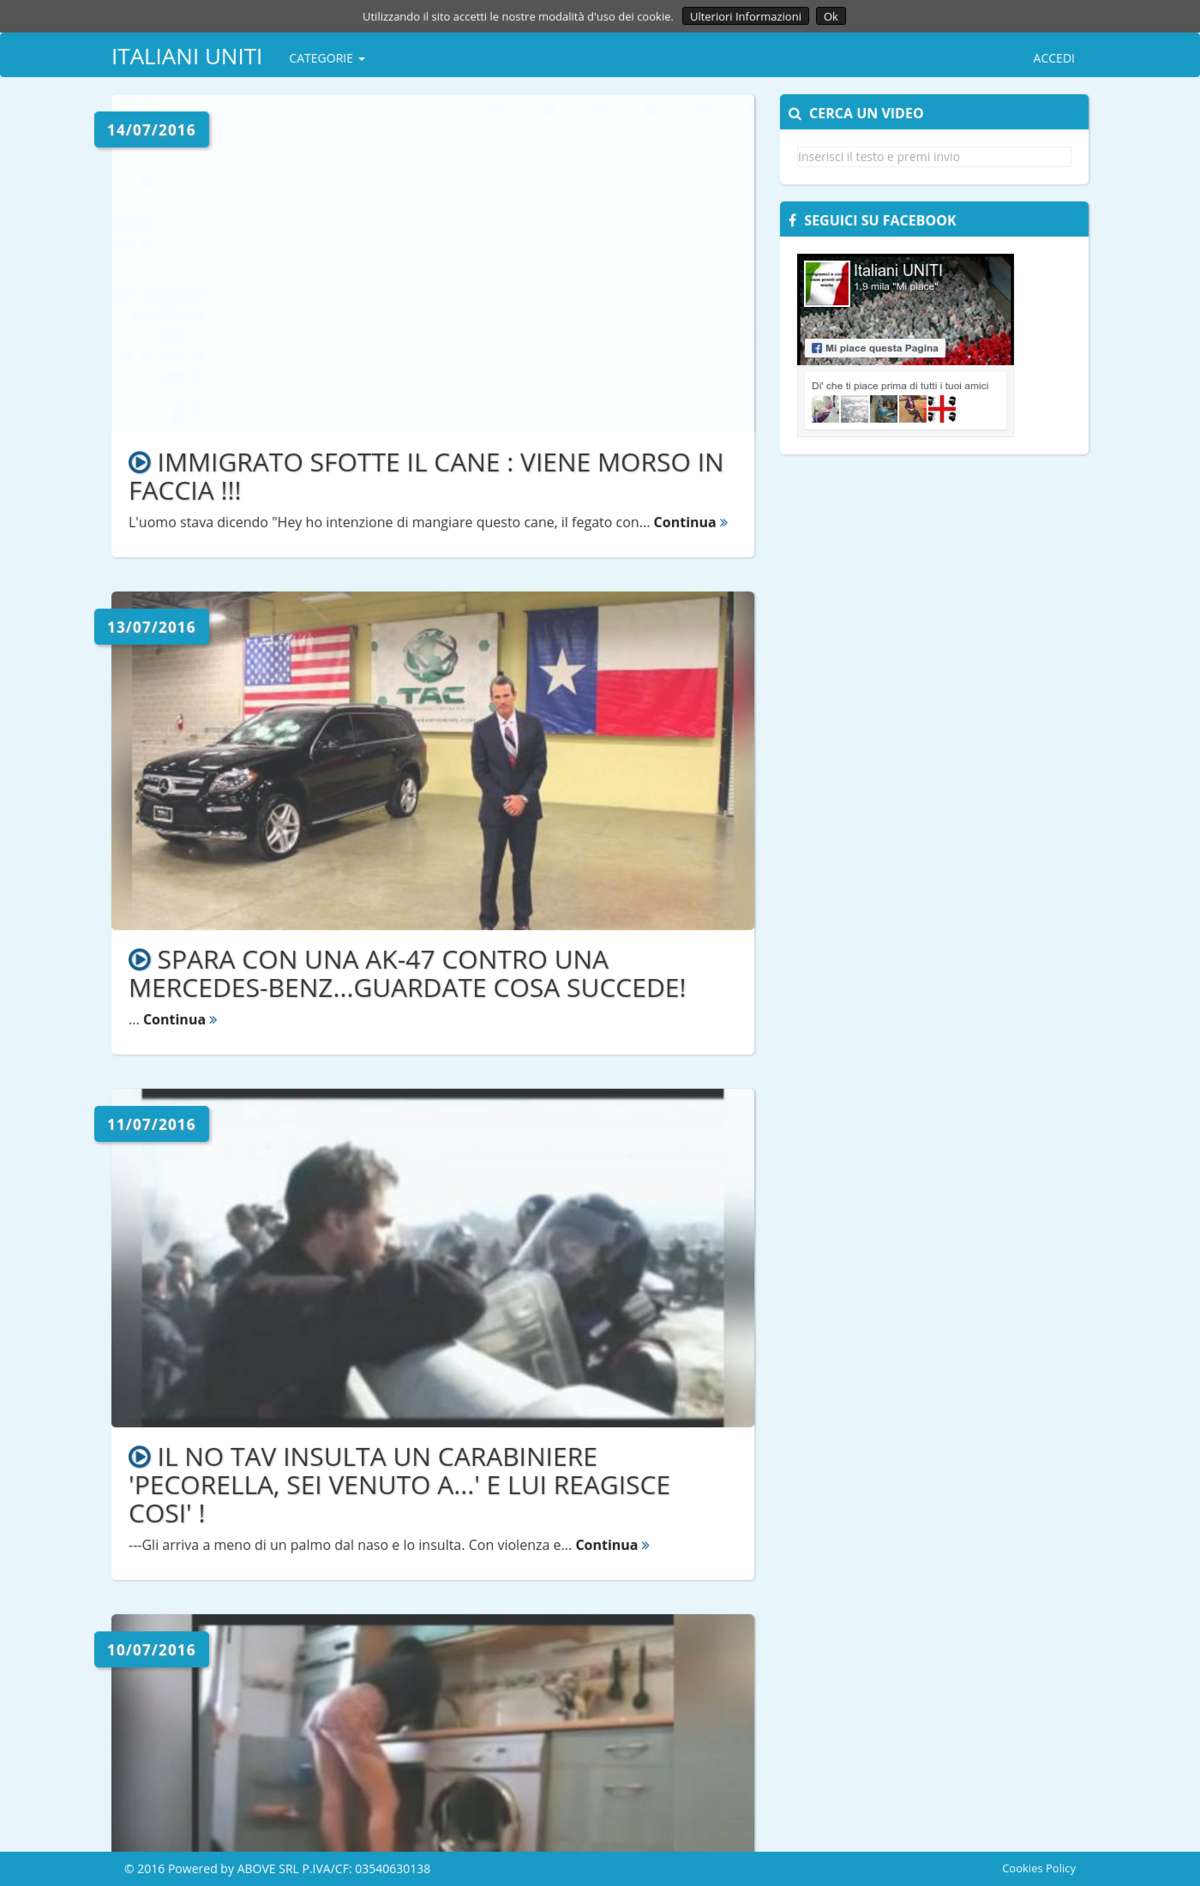 Utilizzando il sito accetti le nostre modalità d'uso dei cookie. Ulteriori Informazioni Ok
ITALIANI UNITI CATEGORIE ACCEDI
14/07/2016
IMMIGRATO SFOTTE IL CANE : VIENE MORSO IN
FACCIA !!!
L'uomo stava dicendo "Hey ho intenzione di mangiare questo cane, il fegato con... Continua »
13/07/2016
TAC
SPARA CON UNA AK-47 CONTRO UNA
MERCEDES-BENZ...GUARDATE COSA SUCCEDE!
... Continua »
11/07/2016
IL NO TAV INSULTA UN CARABINIERE
'PECORELLA, SEI VENUTO A...' E LUI REAGISCE
COSI' !
---Gli arriva a meno di un palmo dal naso e lo insulta. Con violenza e... Continua »
10/07/2016
CERCA UN VIDEO
Inserisci il testo e premi invio
SEGUICI SU FACEBOOK
Italiani UNITI
1,9 mila "Mi piace"
Mi piace questa Pagina
Di' che ti piace prima di tutti i tuoi amici
© 2016 Powered by ABOVE SRL P.IVA/CF: 03540630138
Cookies Policy